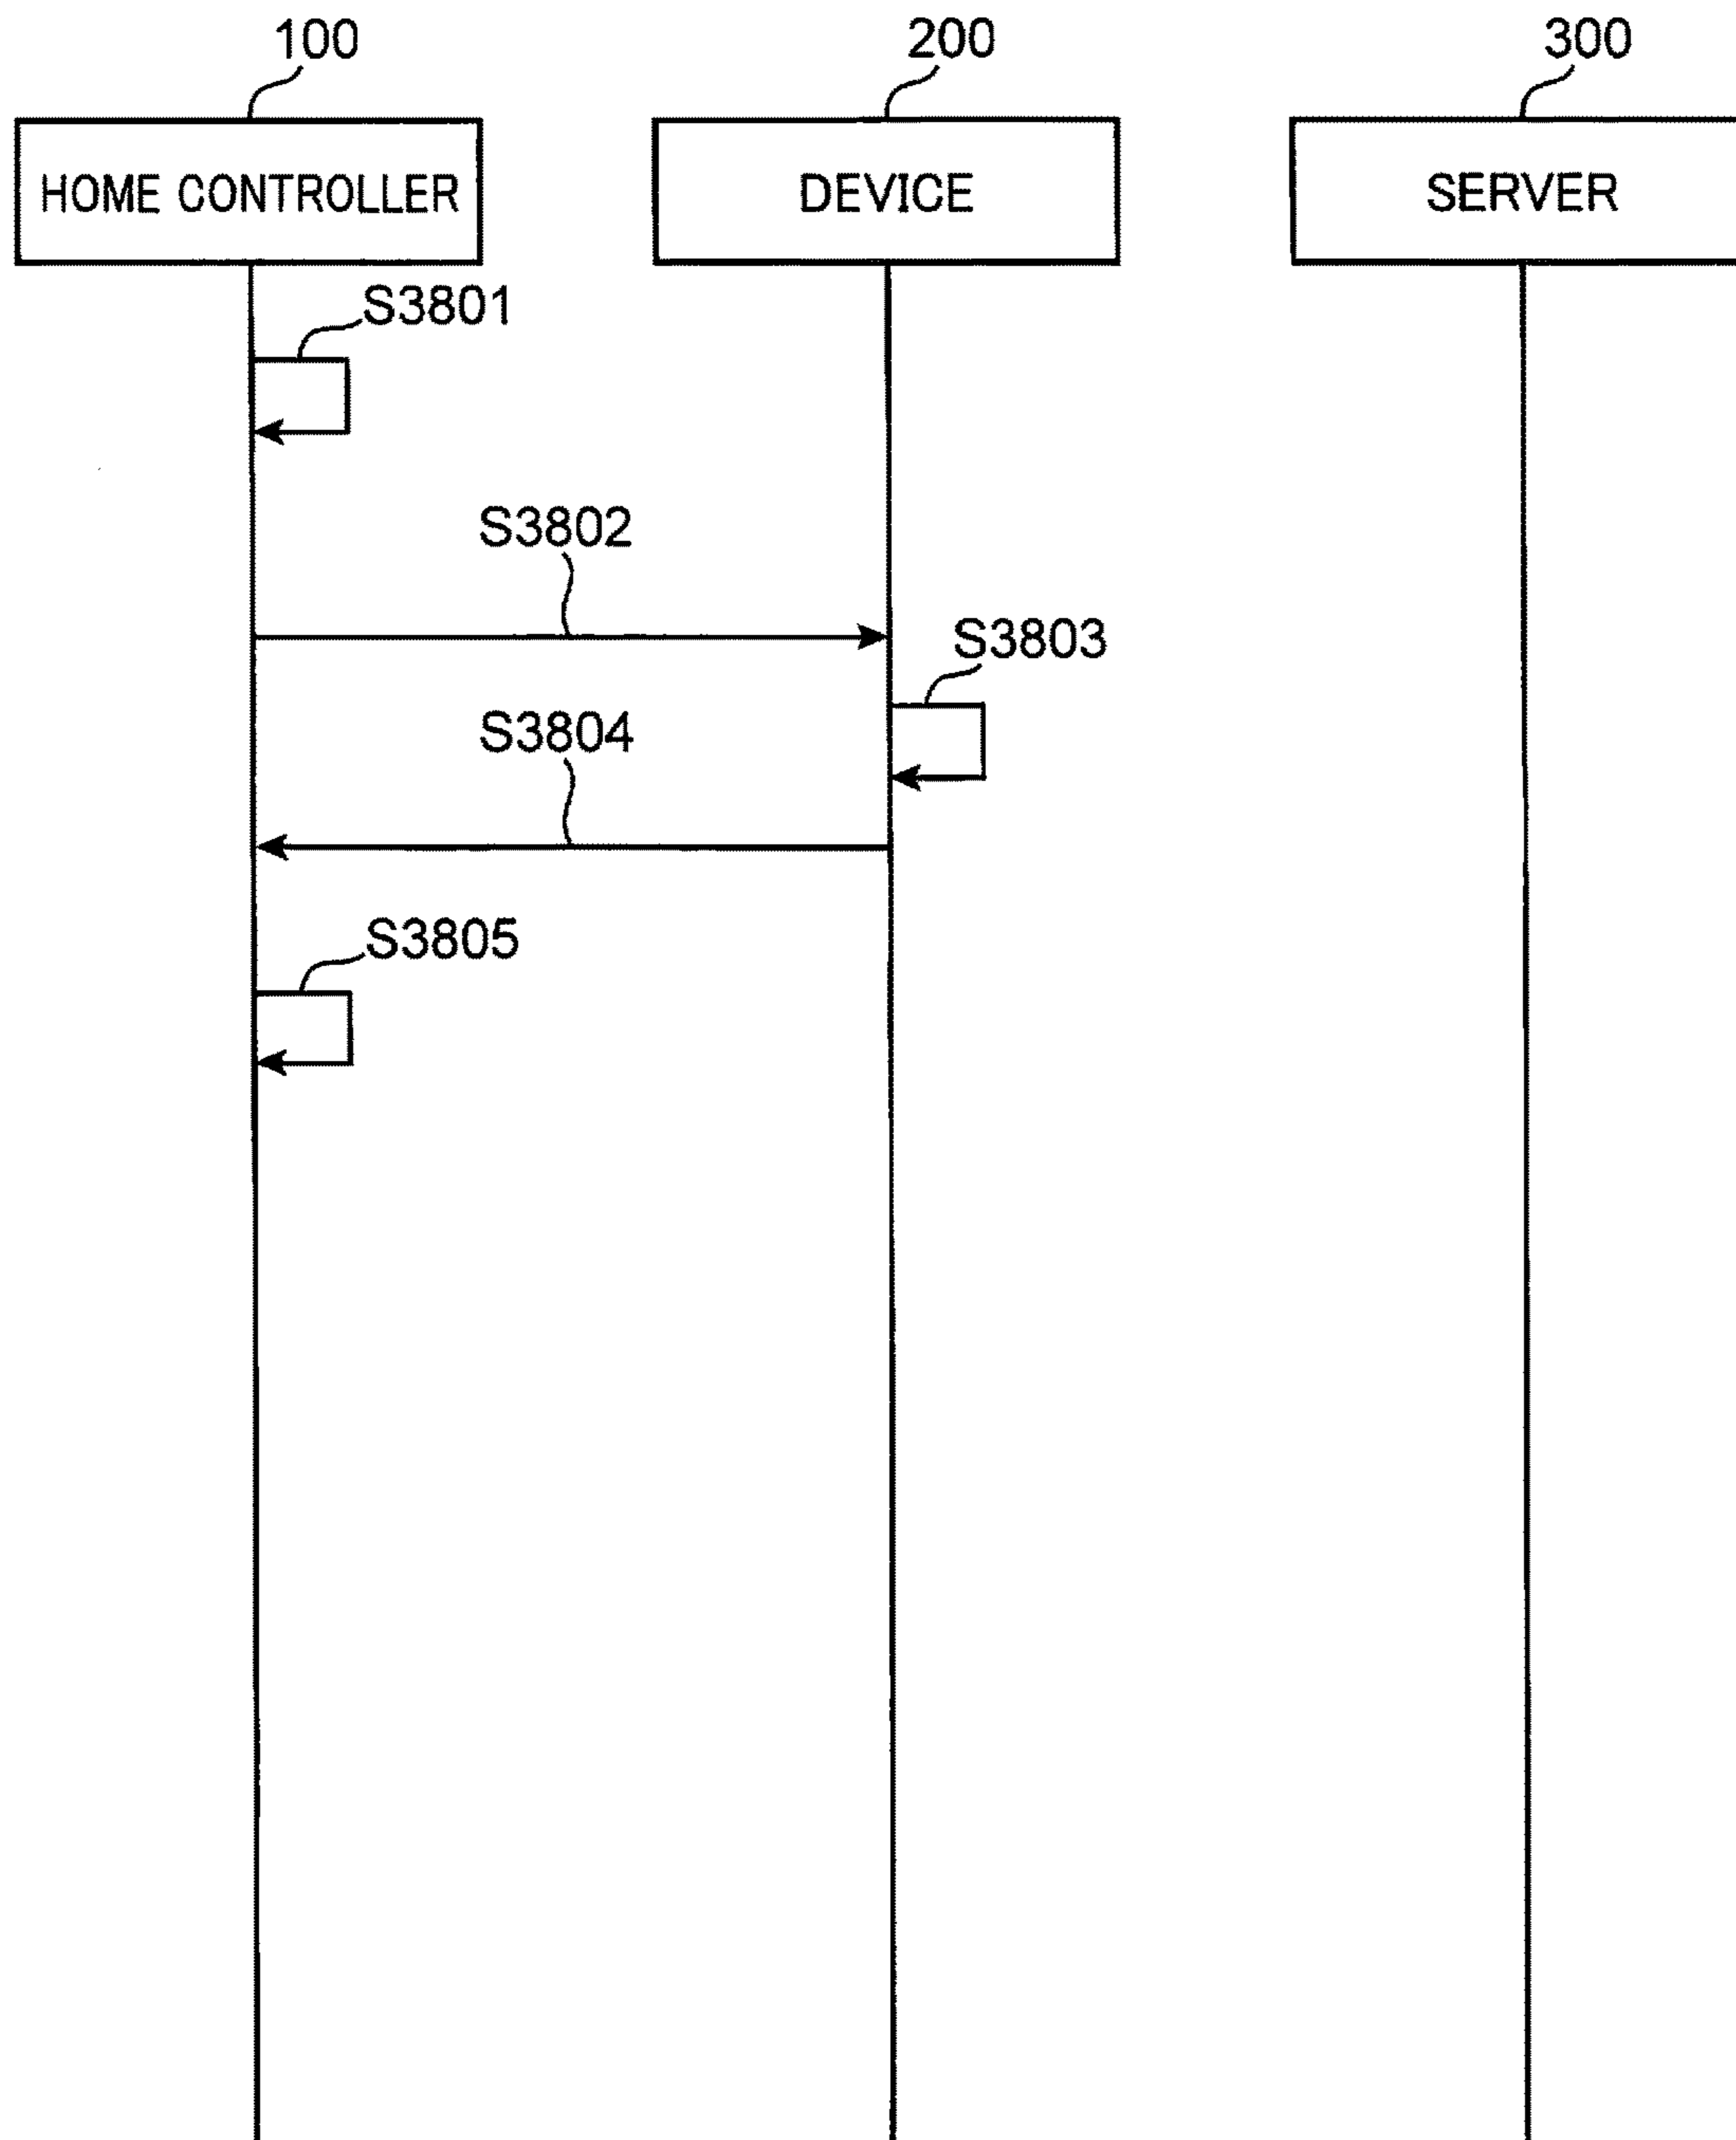 100
200
300
HOME CONTROLLER
DEVICE
SERVER
S3801
S3802
S3803
S3804
S3805